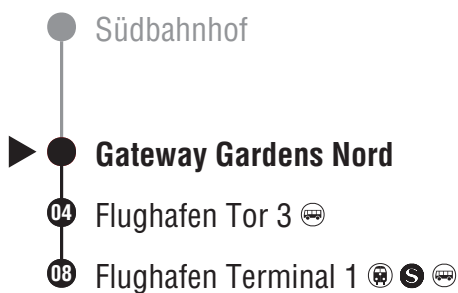 Südbahnhof
Gateway Gardens Nord
04 Flughafen Tor 3
08 Flughafen Terminal 1 S